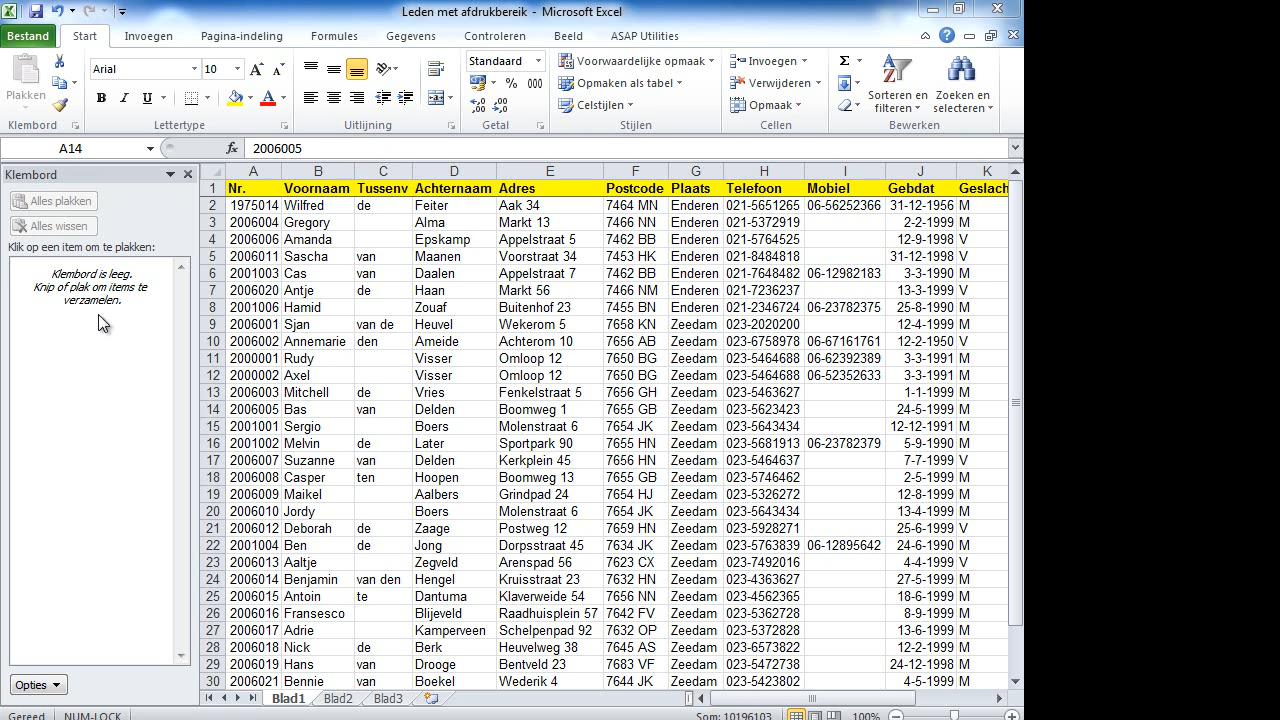 Leden met afdrukbereik - Microsoft Excel
Bestand Start Invoegen Pagina-indeling Formules Gegevens Controleren Beeld ASAP Utilities
Plakken
Klembord
Arial 10
B I U
Lettertype
Uitlijning
Standaard
% 000
Getal
Voorwaardelijke opmaak
Opmaken als tabel
Celstijlen
Stijlen
Invoegen
Verwijderen
Opmaak
Cellen
Sorteren en filteren
Zoeken en selecteren
Bewerken
A14 fx 2006005
Klembord
Alles plakken
Alles wissen
Klik op een item om te plakken:
Klembord is leeg.
Knip of plak om items te
verzamelen.
Opties
A B C D E F G H I J K
1 Nr. Voornaam Tussenv Achternaam Adres Postcode Plaats Telefoon Mobiel Gebdat Geslach
2 1975014 Wilfred de Feiter Aak 34 7464 MN Enderen 021-5651265 06-56252366 31-12-1956 M
3 2006004 Gregory Alma Markt 13 7466 NN Enderen 021-5372919 2-2-1999 M
4 2006006 Amanda Epskamp Appelstraat 5 7462 BB Enderen 021-5764525 12-9-1998 V
5 2006011 Sascha van Maanen Voorstraat 34 7453 HK Enderen 021-8484818 31-12-1998 V
6 2001003 Cas van Daalen Appelstraat 7 7462 BB Enderen 021-7648482 06-12982183 3-3-1990 M
7 2006020 Antje de Haan Markt 56 7466 NM Enderen 021-7236237 13-3-1999 V
8 2001006 Hamid Zouaf Buitenhof 23 7455 BN Enderen 021-2346724 06-23782375 25-8-1990 M
9 2006001 Sjan van de Heuvel Wekerom 5 7658 KN Zeedam 023-2020200 12-4-1999 M
10 2006002 Annemarie den Ameide Achterom 10 7656 AB Zeedam 023-6758978 06-67161761 12-2-1950 V
11 2000001 Rudy Visser Omloop 12 7650 BG Zeedam 023-5464688 06-62392389 3-3-1991 M
12 2000002 Axel Visser Omloop 12 7650 BG Zeedam 023-5464688 06-52352633 3-3-1991 M
13 2006003 Mitchell de Vries Fenkelstraat 5 7656 GH Zeedam 023-5463627 1-1-1999 M
14 2006005 Bas van Delden Boomweg 1 7655 GB Zeedam 023-5623423 24-5-1999 M
15 2001001 Sergio Boers Molenstraat 6 7654 JK Zeedam 023-5643434 12-12-1991 M
16 2001002 Melvin de Later Sportpark 90 7655 HN Zeedam 023-5681913 06-23782379 5-9-1990 M
17 2006007 Suzanne van Delden Kerkplein 45 7656 HN Zeedam 023-5464637 7-7-1999 V
18 2006008 Casper ten Hoopen Boomweg 13 7655 GB Zeedam 023-5746462 2-5-1999 M
19 2006009 Maikel Aalbers Grindpad 24 7654 HJ Zeedam 023-5326272 12-8-1999 M
20 2006010 Jordy Boers Molenstraat 6 7654 JK Zeedam 023-5643434 13-4-1999 M
21 2006012 Deborah de Zaage Postweg 12 7659 HN Zeedam 023-5928271 25-6-1999 V
22 2001004 Ben de Jong Dorpsstraat 45 7634 JK Zeedam 023-5763839 06-12895642 24-6-1990 M
23 2006013 Aaltje Zegveld Arenspad 56 7623 CX Zeedam 023-7492016 4-4-1999 V
24 2006014 Benjamin van den Hengel Kruisstraat 23 7632 HN Zeedam 023-4363627 27-5-1999 M
25 2006015 Antoin te Dantuma Klaverweide 54 7656 NN Zeedam 023-4562365 18-6-1999 M
26 2006016 Fransesco Blijeveld Raadhuisplein 57 7642 FV Zeedam 023-5362728 8-9-1999 M
27 2006017 Adrie Kamperveen Schelpenpad 92 7632 OP Zeedam 023-5372828 13-6-1999 M
28 2006018 Nick de Berk Heuvelweg 38 7645 AS Zeedam 023-6573822 12-2-1999 M
29 2006019 Hans van Drooge Bentveld 23 7683 VF Zeedam 023-5472738 24-12-1998 M
30 2006021 Bennie van Boekel Wederik 4 7644 JK Zeedam 023-5423802 4-5-1999 M
Blad1 Blad2 Blad3
Gereed NUM-LOCK Som: 10196103 100%